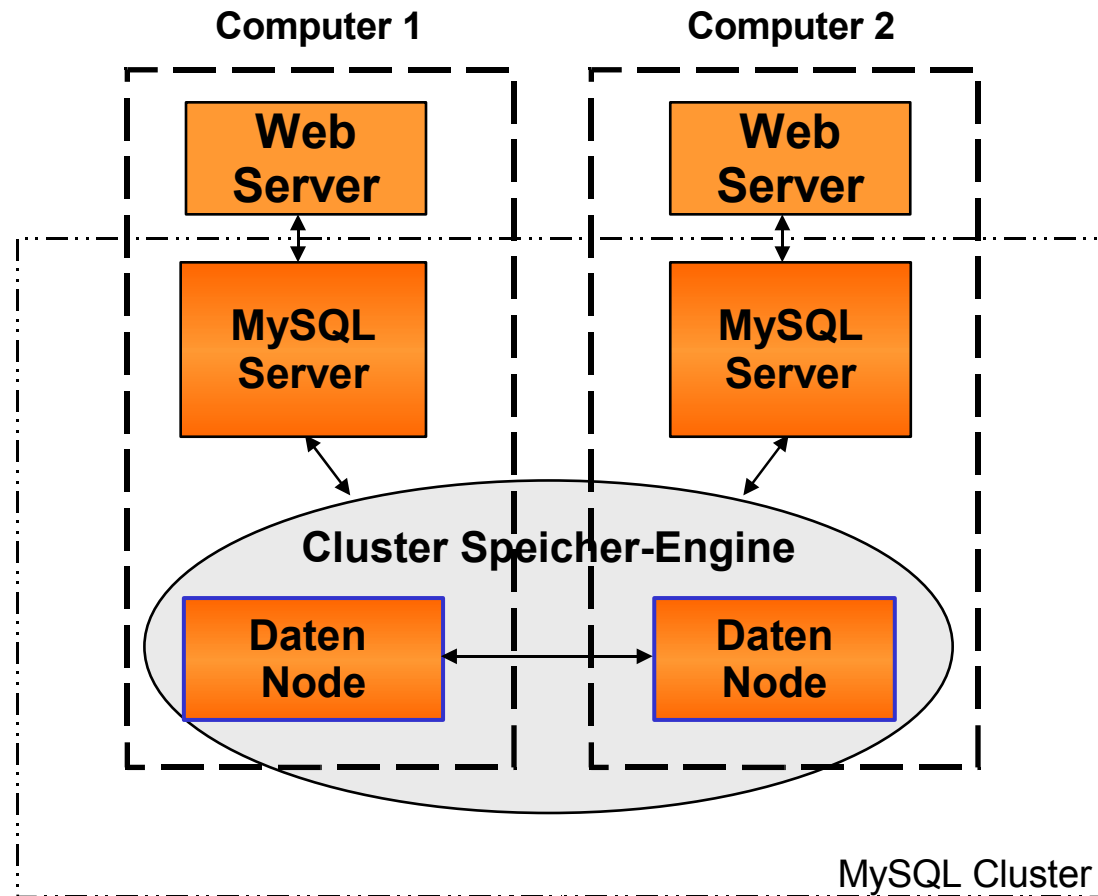 Computer 1
Computer 2
Web
Server
Web
Server
MySQL
Server
MySQL
Server
Cluster Speicher-Engine
Daten
Node
Daten
Node
MySQL Cluster